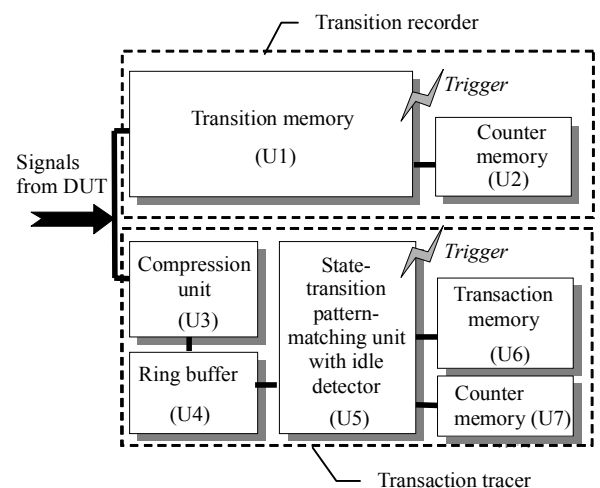 Transition recorder
Trigger
Transition memory
(U1)
Counter
memory
(U2)
Signals
from DUT
Trigger
Compression
unit
(U3)
State-
transition
pattern-
matching unit
with idle
detector
(U5)
Transaction
memory
(U6)
Ring buffer
(U4)
Counter
memory (U7)
Transaction tracer